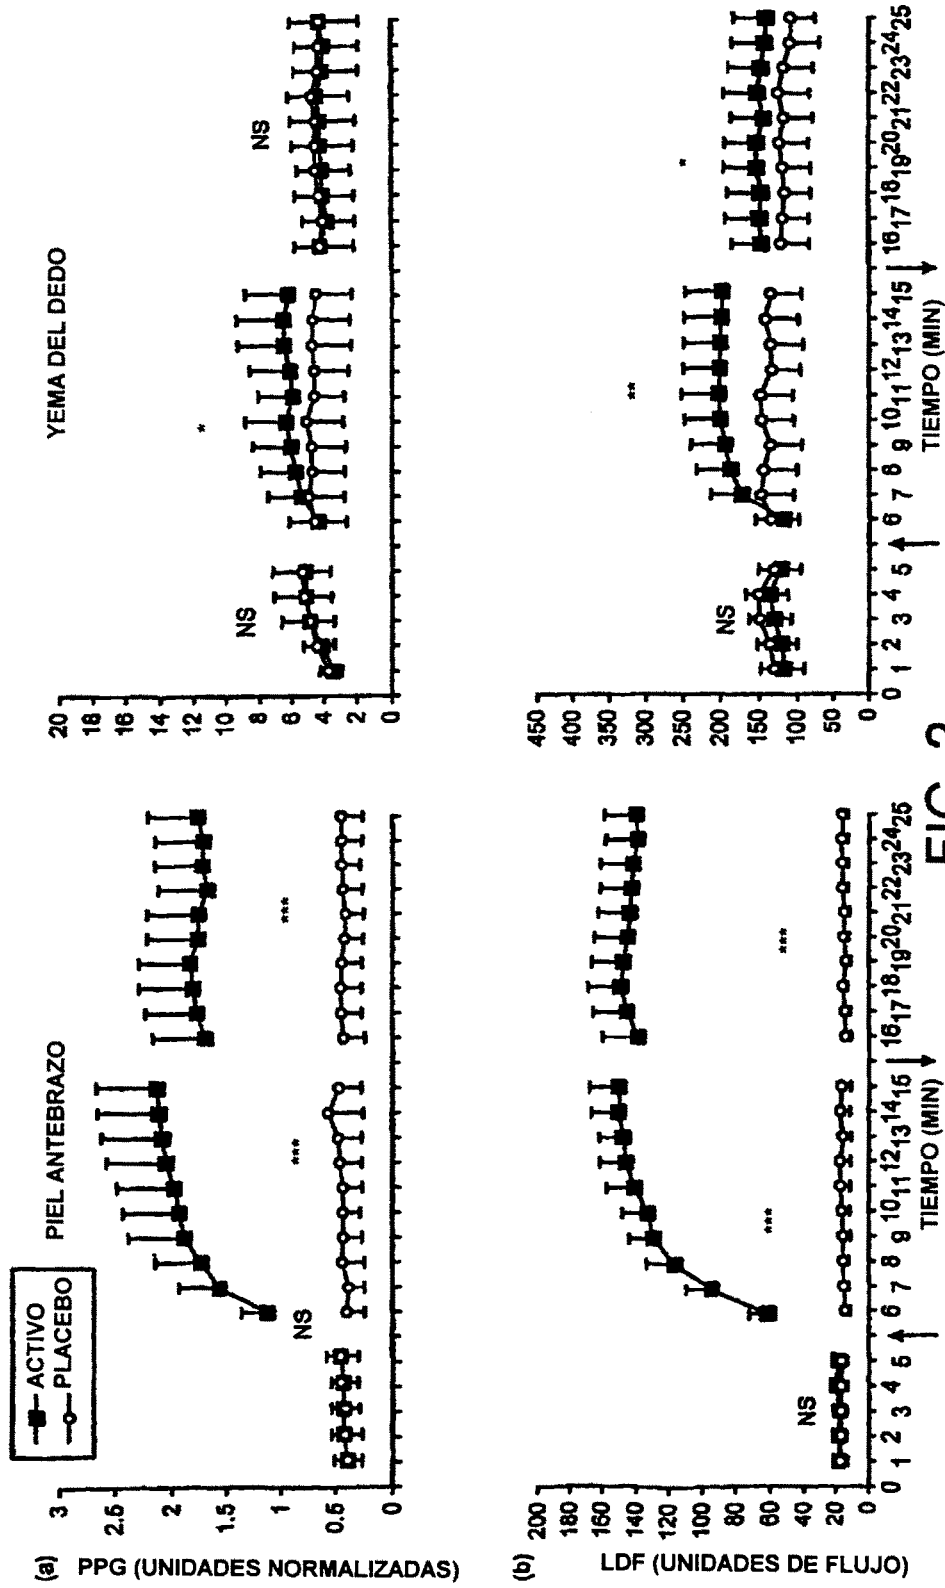 ACTIVO
PLACEBO
PIEL ANTEBRAZO
YEMA DEL DEDO
(a)
PPG (UNIDADES NORMALIZADAS)
3
2.5
2
1.5
1
0.5
0
NS
***
***
20
18
16
14
12
10
8
6
4
2
0
NS
*
NS
(b)
LDF (UNIDADES DE FLUJO)
200
180
160
140
120
100
80
60
40
20
0
NS
***
***
0 1 2 3 4 5 6 7 8 9 10 11 12 13 14 15 16 17 18 19 20 21 22 23 24 25
TIEMPO (MIN)
450
400
350
300
250
200
150
100
50
0
NS
**
*
0 1 2 3 4 5 6 7 8 9 10 11 12 13 14 15 16 17 18 19 20 21 22 23 24 25
TIEMPO (MIN)